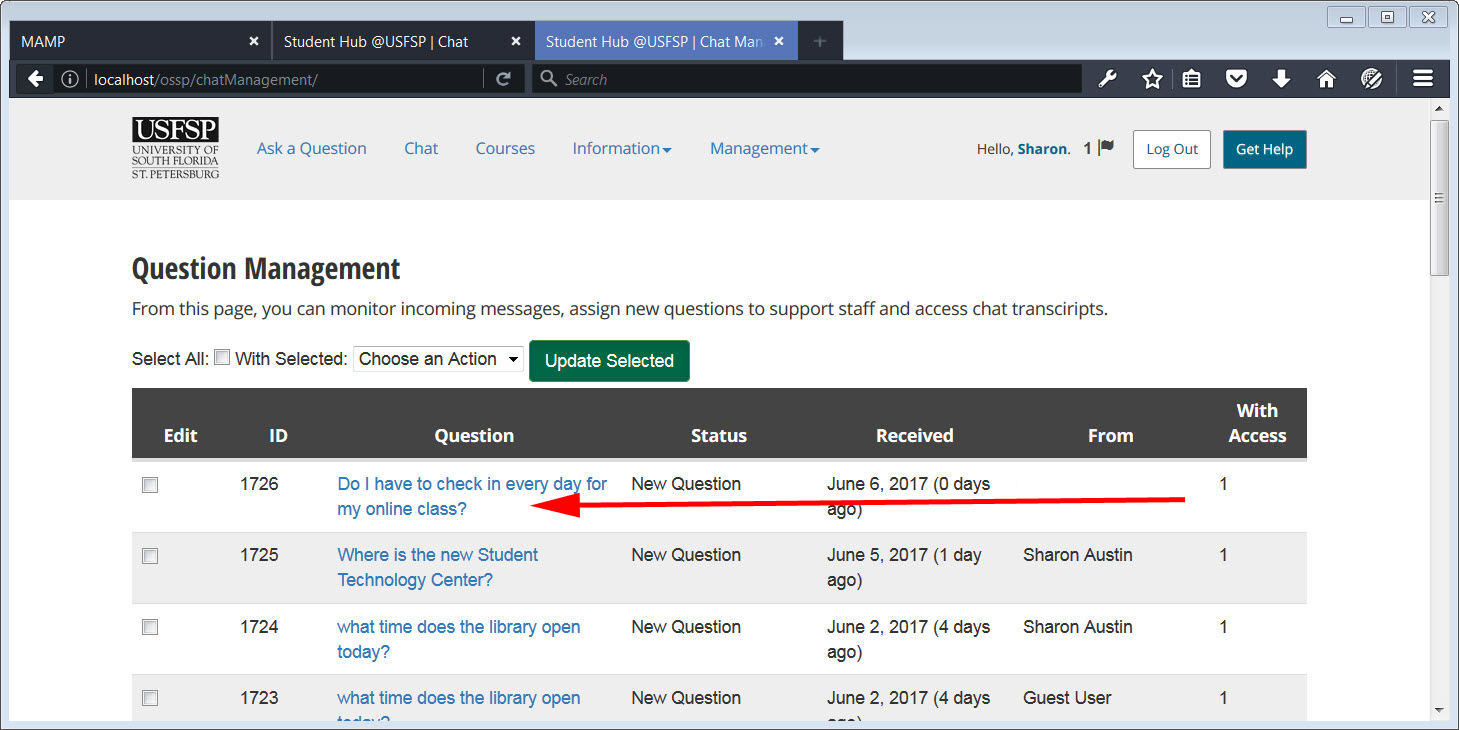 MAMP
Student Hub @USFSP | Chat
Student Hub @USFSP | Chat Man
localhost/ossp/chatManagement/
Search
USFSP
UNIVERSITY OF
SOUTH FLORIDA
ST. PETERSBURG
Ask a Question
Chat
Courses
Information
Management
Hello, Sharon.
1
Log Out
Get Help
Question Management
From this page, you can monitor incoming messages, assign new questions to support staff and access chat transciripts.
Select All: With Selected: Choose an Action Update Selected
Edit ID Question Status Received From With Access
1726 Do I have to check in every day for New Question June 6, 2017 (0 days 1
my online class? ago)
1725 Where is the new Student New Question June 5, 2017 (1 day Sharon Austin 1
Technology Center? ago)
1724 what time does the library open New Question June 2, 2017 (4 days Sharon Austin 1
today? ago)
1723 what time does the library open New Question June 2, 2017 (4 days Guest User 1
today? ago)